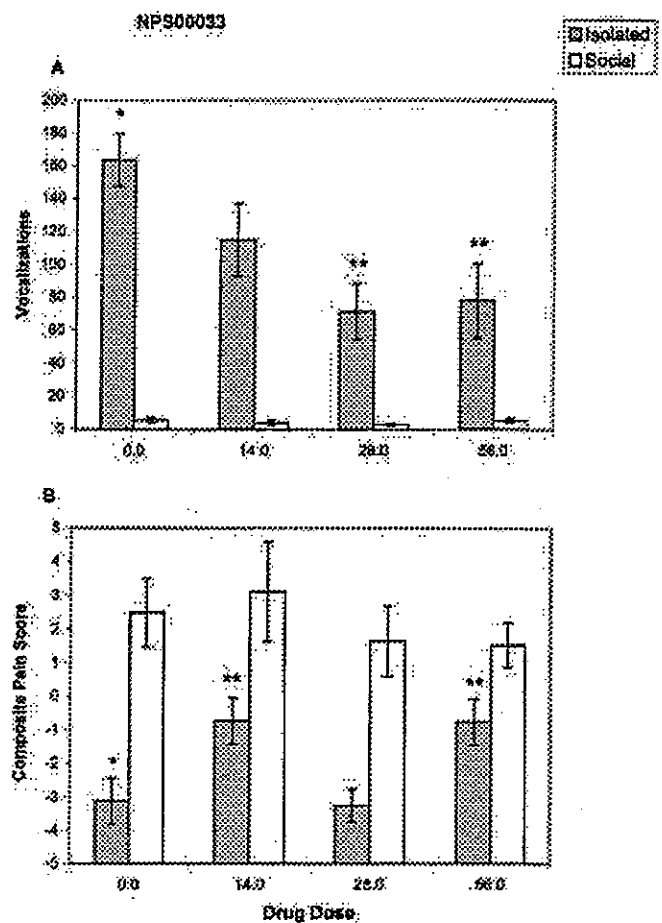 NPS00033
Isolated
Social
A
200
180
160
140
120
100
80
60
40
20
0
Vocalizations
*
**
**
0.0 14.0 28.0 56.0
B
5
4
3
2
1
0
-1
-2
-3
-4
-5
Composite Pain Score
*
**
**
0.0 14.0 28.0 56.0
Drug Dose